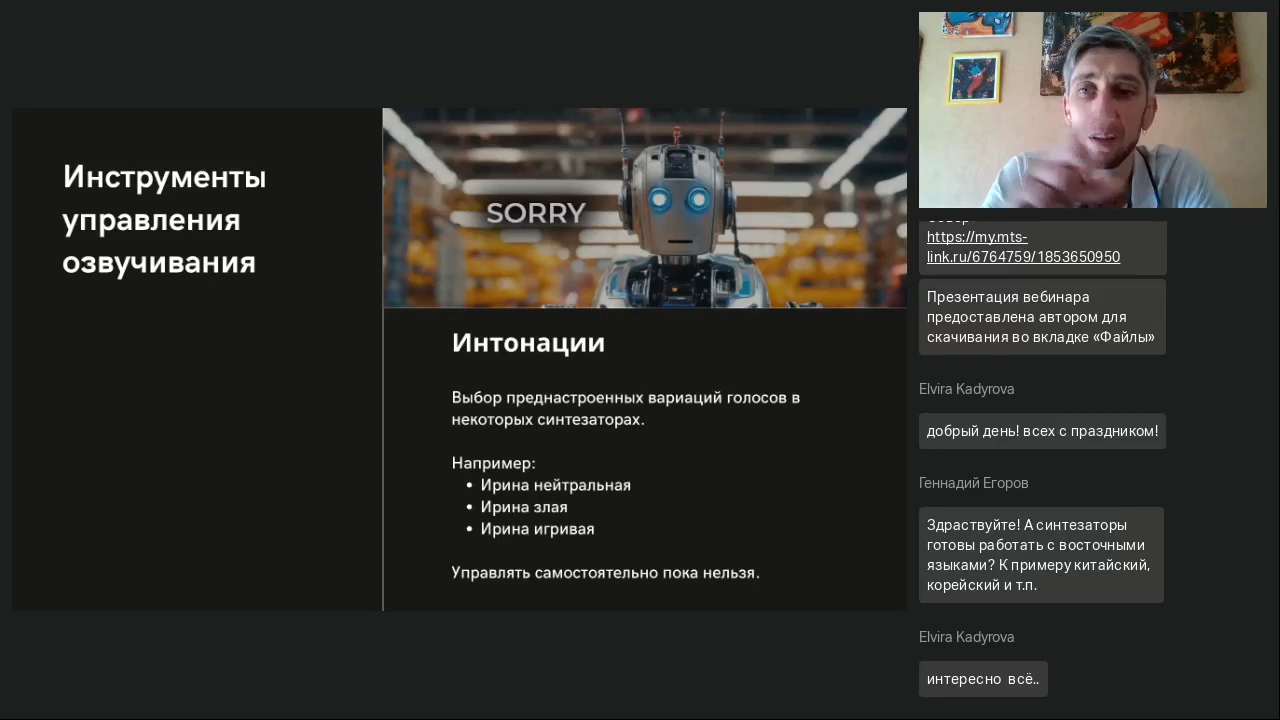 Инструменты
управления
озвучивания
SORRY
Интонации
Выбор преднастроенных вариаций голосов в
некоторых синтезаторах.
Например:
• Ирина нейтральная
• Ирина злая
• Ирина игривая
Управлять самостоятельно пока нельзя.
https://my.mts-
link.ru/6764759/1853650950
Презентация вебинара
предоставлена автором для
скачивания во вкладке «Файлы»
Elvira Kadyrova
добрый день! всех с праздником!
Геннадий Егоров
Здраствуйте! А синтезаторы
готовы работать с восточными
языками? К примеру китайский,
корейский и т.п.
Elvira Kadyrova
интересно всё..